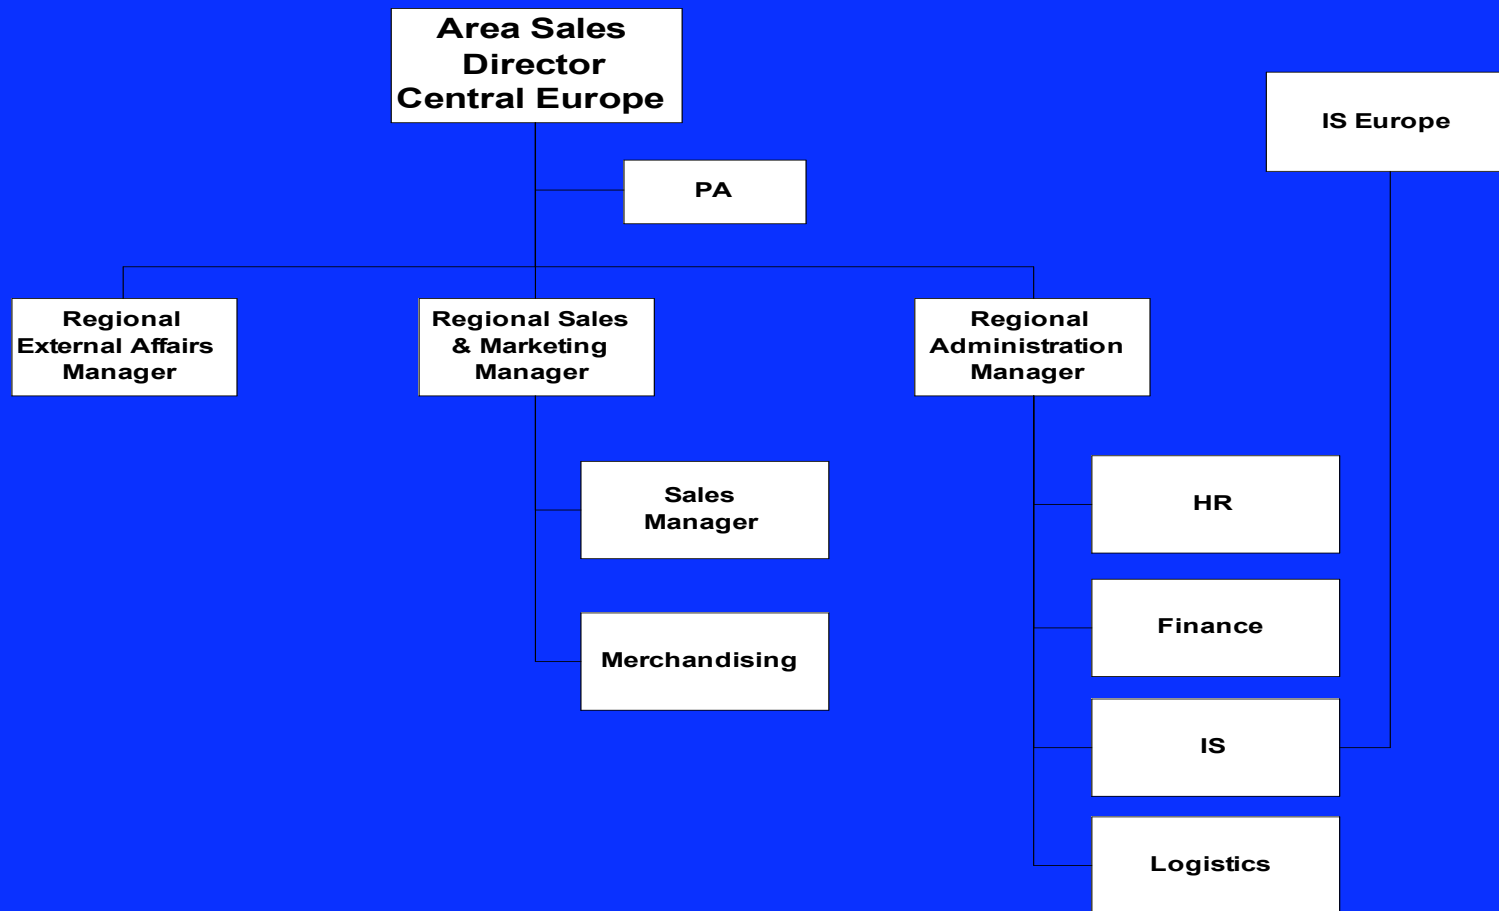 Area Sales
Director
Central Europe
IS Europe
PA
Regional
External Affairs
Manager
Regional Sales
& Marketing
Manager
Regional
Administration
Manager
Sales
Manager
HR
Finance
Merchandising
IS
Logistics